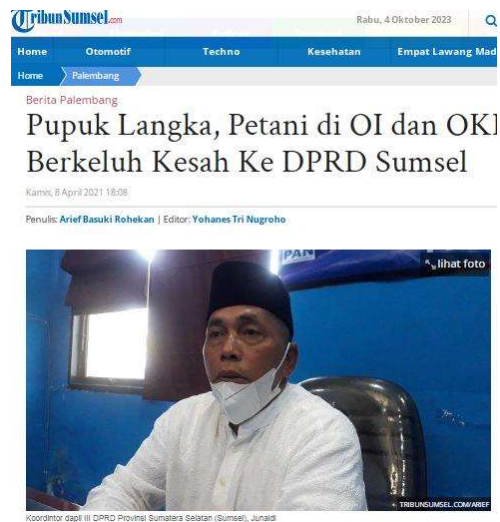 TribunSumsel.com
Rabu, 4 Oktober 2023
Home Otomotif Techno Kesehatan Empat Lawang Mad
Home Palembang
Berita Palembang
Pupuk Langka, Petani di OI dan OKI
Berkeluh Kesah Ke DPRD Sumsel
Kamis, 8 April 2021 18:08
Penulis: Arief Basuki Rohekan | Editor: Yohanes Tri Nugroho
PAN
lihat foto
TRIBUNSUMSEL.COM/ARIEF
Koordintor dapil III DPRD Provinsi Sumatera Selatan (Sumsel), Junaidi